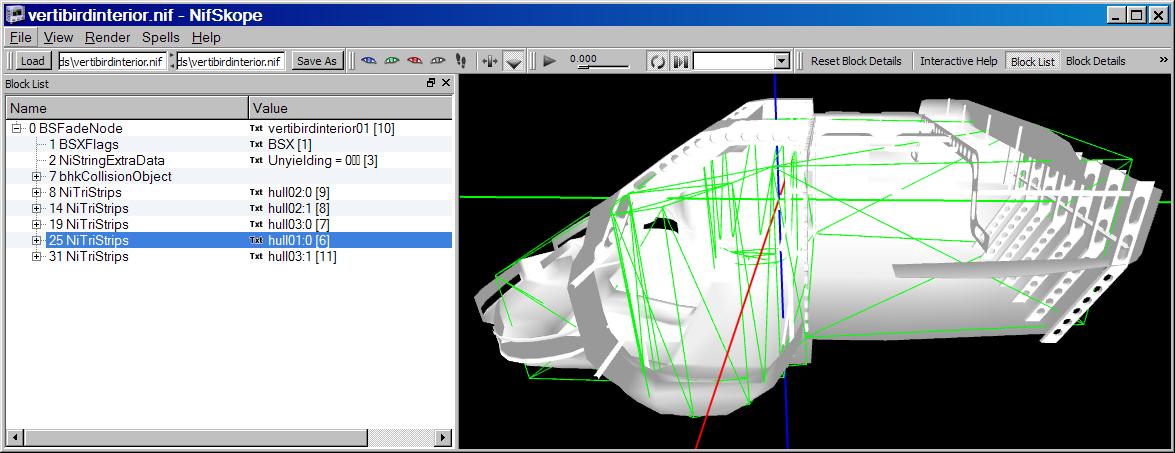 vertibirdinterior.nif - NifSkope
File View Render Spells Help
Load ds\vertibirdinterior.nif ds\vertibirdinterior.nif Save As 0.000 Reset Block Details Interactive Help Block List Block Details »
Block List
Name Value
0 BSFadeNode Txt vertibirdinterior01 [10]
1 BSXFlags Txt BSX [1]
2 NiStringExtraData Txt Unyielding = 0▯▯ [3]
7 bhkCollisionObject
8 NiTriStrips Txt hull02:0 [9]
14 NiTriStrips Txt hull02:1 [8]
19 NiTriStrips Txt hull03:0 [7]
25 NiTriStrips Txt hull01:0 [6]
31 NiTriStrips Txt hull03:1 [11]